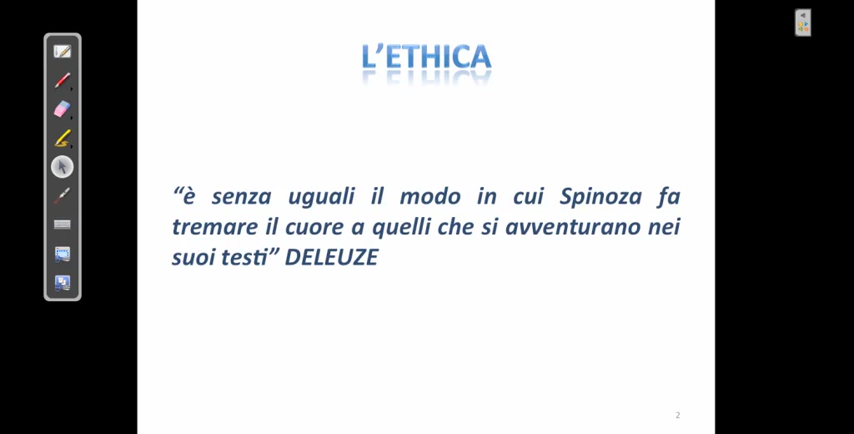 L'ETHICA
“è senza uguali il modo in cui Spinoza fa
tremare il cuore a quelli che si avventurano nei
suoi testi” DELEUZE
2